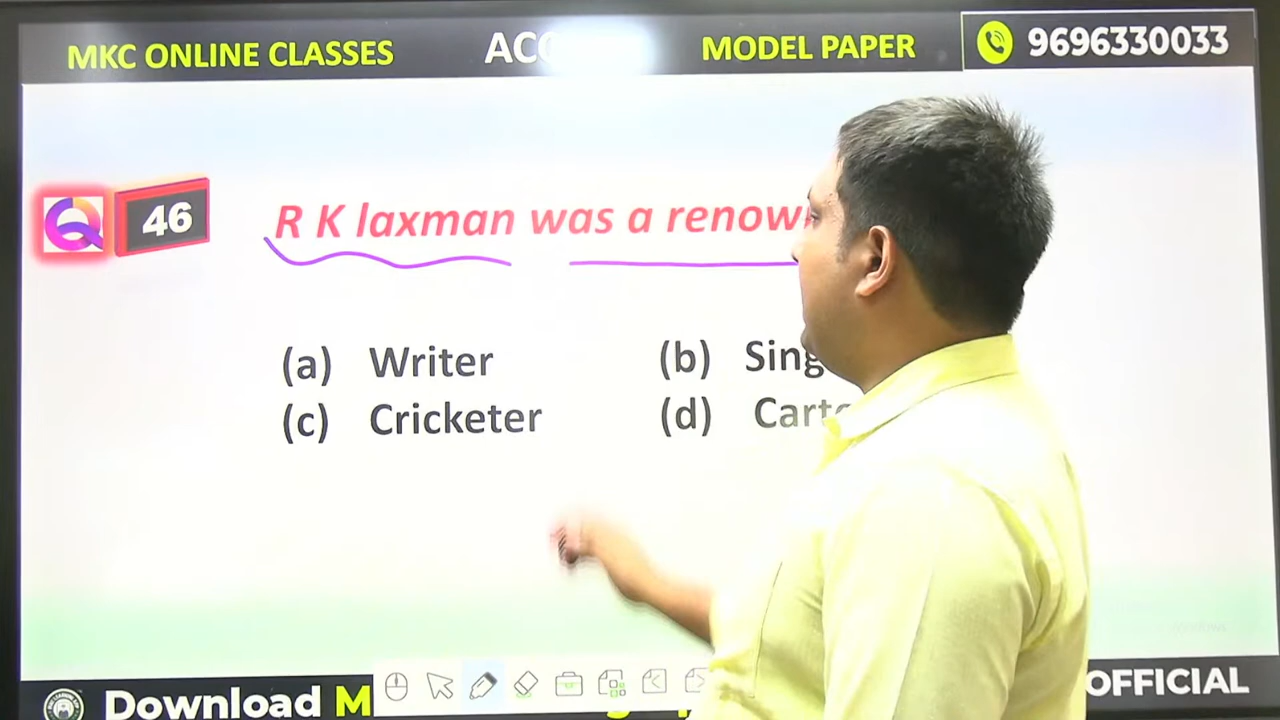 MKC ONLINE CLASSES
MODEL PAPER
9696330033
46
R K laxman was a
(a) Writer
(b)
(c) Cricketer
(d)
Download
OFFICIAL